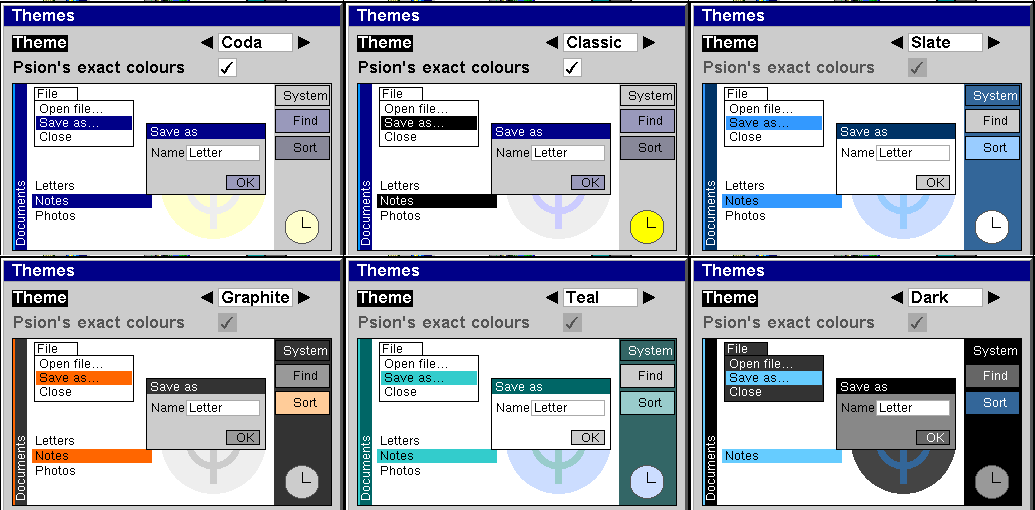 Themes
Theme Coda
Psion's exact colours
File System
Open file...
Save as... Find
Close Save as
Name Letter Sort
OK
Letters
Notes
Photos
Documents
Themes
Theme Classic
Psion's exact colours
File System
Open file...
Save as... Find
Close Save as
Name Letter Sort
OK
Letters
Notes
Photos
Documents
Themes
Theme Slate
Psion's exact colours
File System
Open file...
Save as... Find
Close Save as
Name Letter Sort
OK
Letters
Notes
Photos
Documents
Themes
Theme Graphite
Psion's exact colours
File System
Open file...
Save as... Find
Close Save as
Name Letter Sort
OK
Letters
Notes
Photos
Documents
Themes
Theme Teal
Psion's exact colours
File System
Open file...
Save as... Find
Close Save as
Name Letter Sort
OK
Letters
Notes
Photos
Documents
Themes
Theme Dark
Psion's exact colours
File System
Open file...
Save as... Find
Close Save as
Name Letter Sort
OK
Notes
Documents